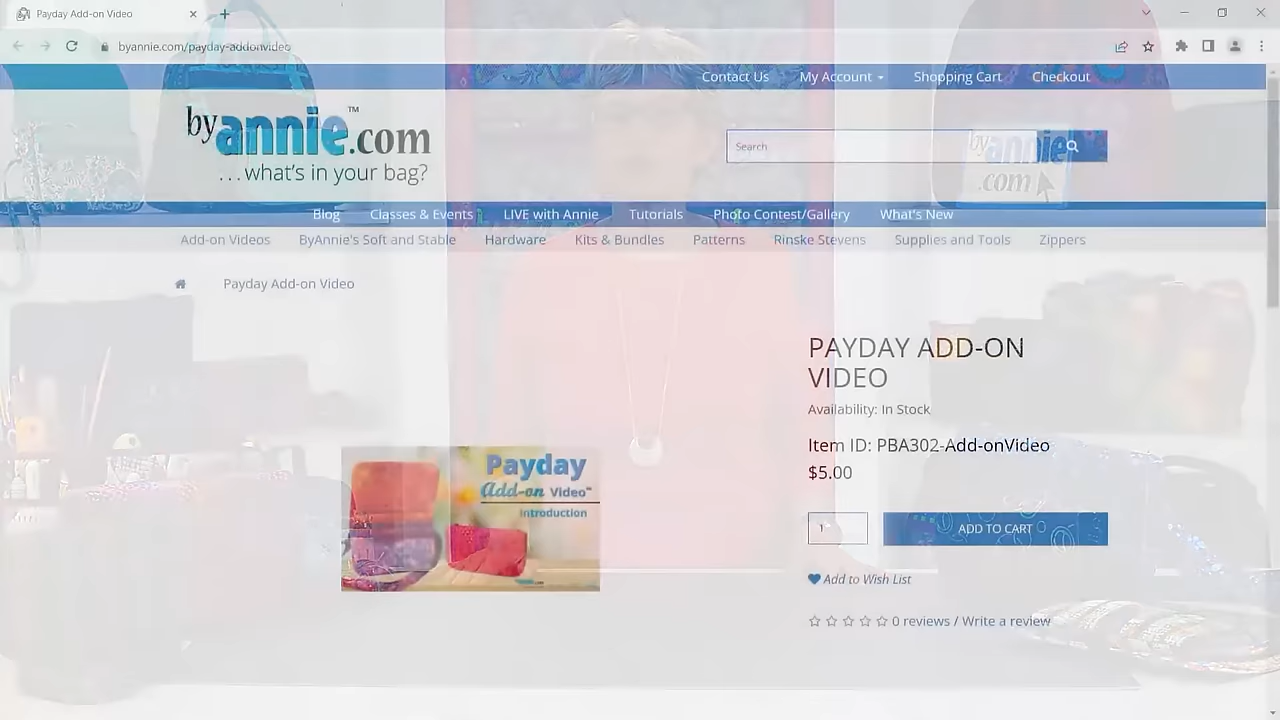 Payday Add-on Video
byannie.com/payday-addonvideo
Contact Us My Account Shopping Cart Checkout
byannie.com™
...what's in your bag?
Search
by annie
.com
Blog Classes & Events LIVE with Annie Tutorials Photo Contest/Gallery What's New
Add-on Videos ByAnnie's Soft and Stable Hardware Kits & Bundles Patterns Rinske Stevens Supplies and Tools Zippers
Payday Add-on Video
PAYDAY ADD-ON
VIDEO
Availability: In Stock
Item ID: PBA302-Add-onVideo
$5.00
Payday
Add-on Video™
Introduction
1
ADD TO CART
Add to Wish List
0 reviews / Write a review